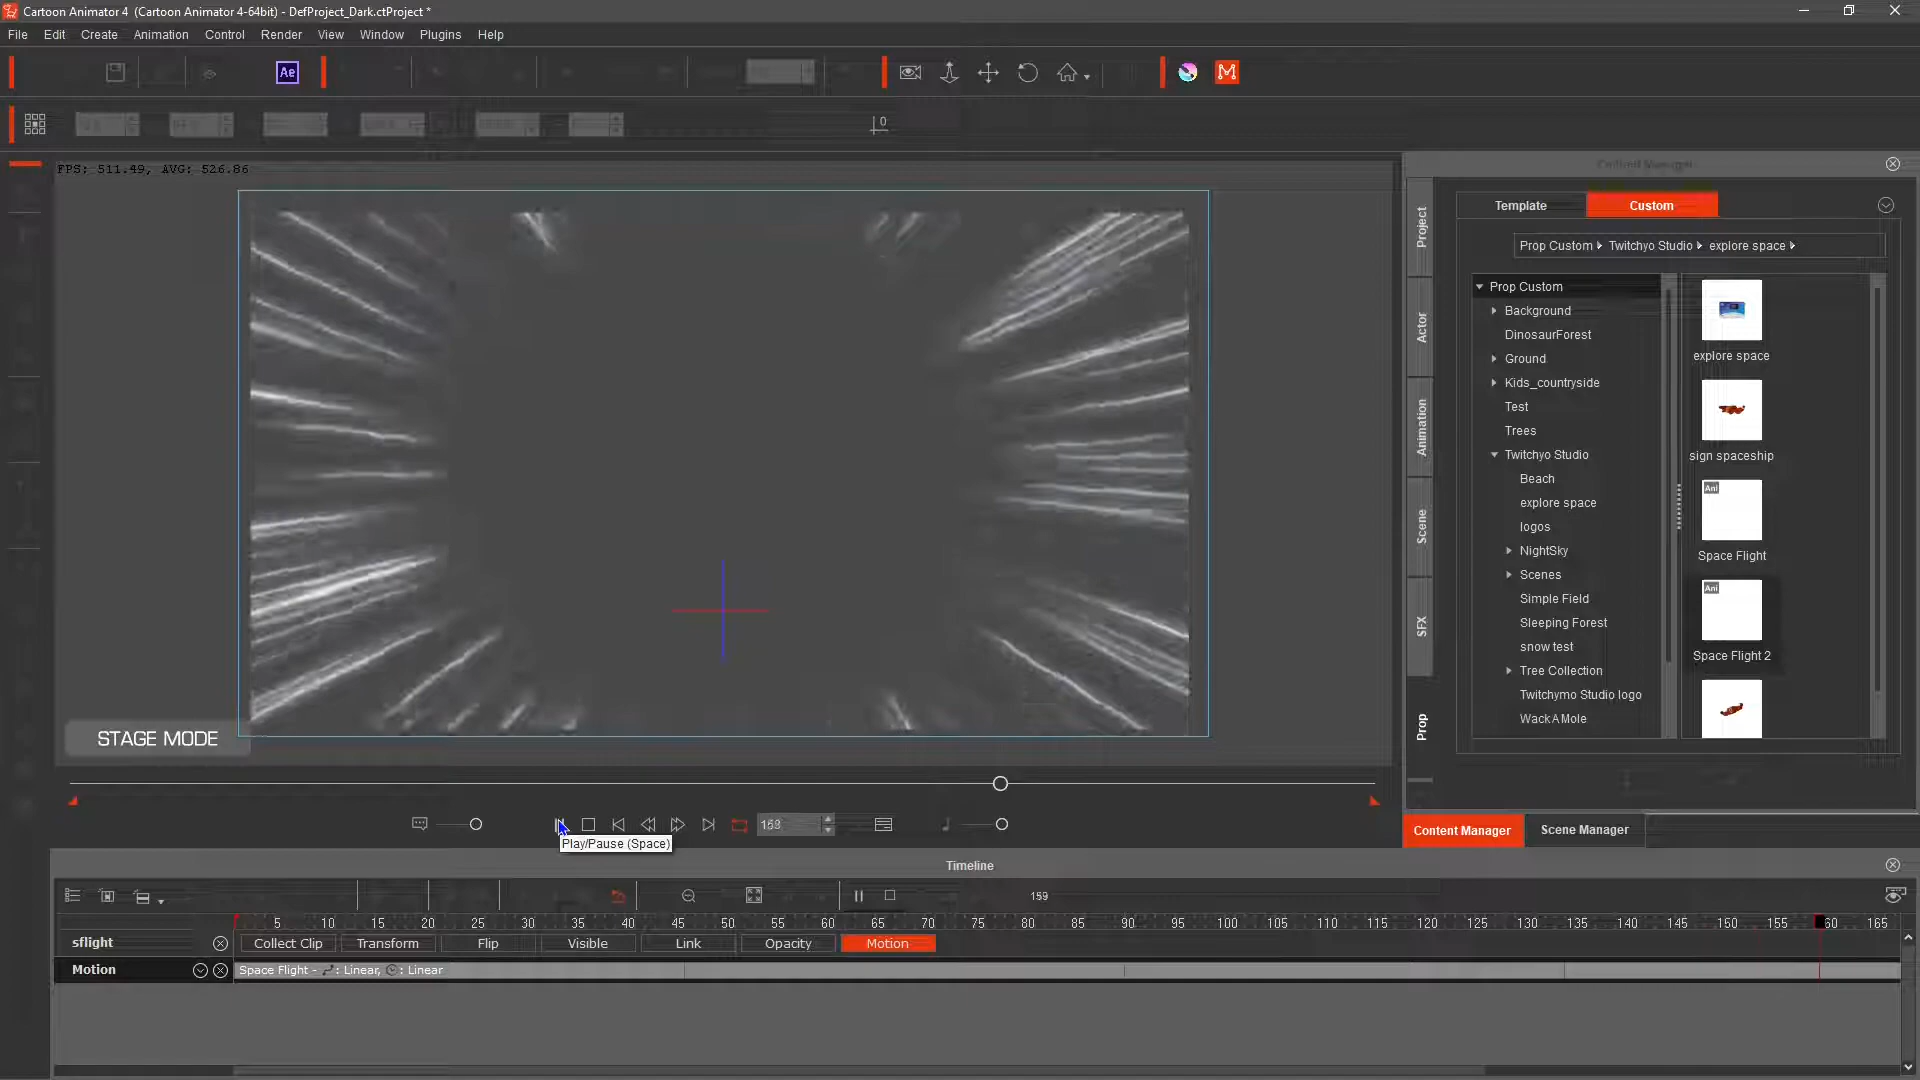 Cartoon Animator 4 (Cartoon Animator 4-64bit) - DefProject_Dark.ctProject *
File Edit Create Animation Control Render View Window Plugins Help
Ae
0
FPS: 511.49, AVG: 526.86
Content Manager
Template Custom
Prop Custom Twitchyo Studio explore space
Project
Actor
Animation
Scene
SFX
Prop
Prop Custom
Background
DinosaurForest
Ground
Kids_countryside
Test
Trees
Twitchyo Studio
Beach
explore space
logos
NightSky
Scenes
Simple Field
Sleeping Forest
snow test
Tree Collection
Twitchymo Studio logo
WackAMole
explore space
sign spaceship
Ani
Space Flight
Ani
Space Flight 2
STAGE MODE
Play/Pause (Space)
Content Manager Scene Manager
Timeline
159
5 10 15 20 25 30 35 40 45 50 55 60 65 70 75 80 85 90 95 100 105 110 115 120 125 130 135 140 145 150 155 60 165
sflight Collect Clip Transform Flip Visible Link Opacity Motion
Motion Space Flight - : Linear, : Linear